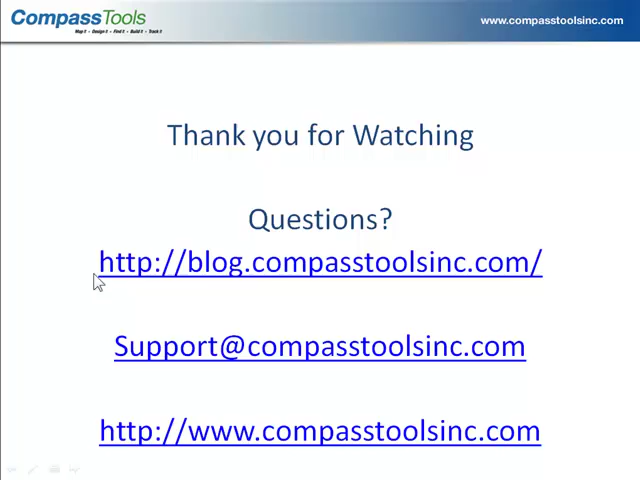 CompassTools
Map It • Design It • Find It • Build It • Track It
www.compasstoolsinc.com
Thank you for Watching
Questions?
http://blog.compasstoolsinc.com/
Support@compasstoolsinc.com
http://www.compasstoolsinc.com